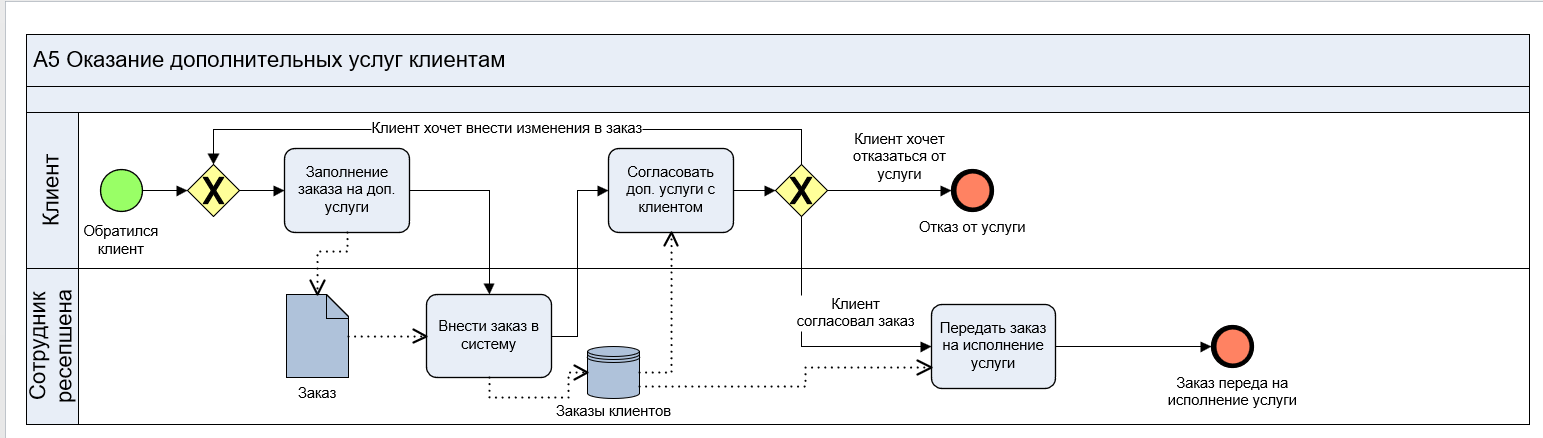 A5 Оказание дополнительных услуг клиентам
Клиент
Клиент хочет внести изменения в заказ
Обратился
клиент
Заполнение
заказа на доп.
услуги
Согласовать
доп. услуги с
клиентом
Клиент хочет
отказаться от
услуги
Отказ от услуги
Сотрудник
ресепшена
Заказ
Внести заказ в
систему
Заказы клиентов
Клиент
согласовал заказ
Передать заказ
на исполнение
услуги
Заказ переда на
исполнение услуги